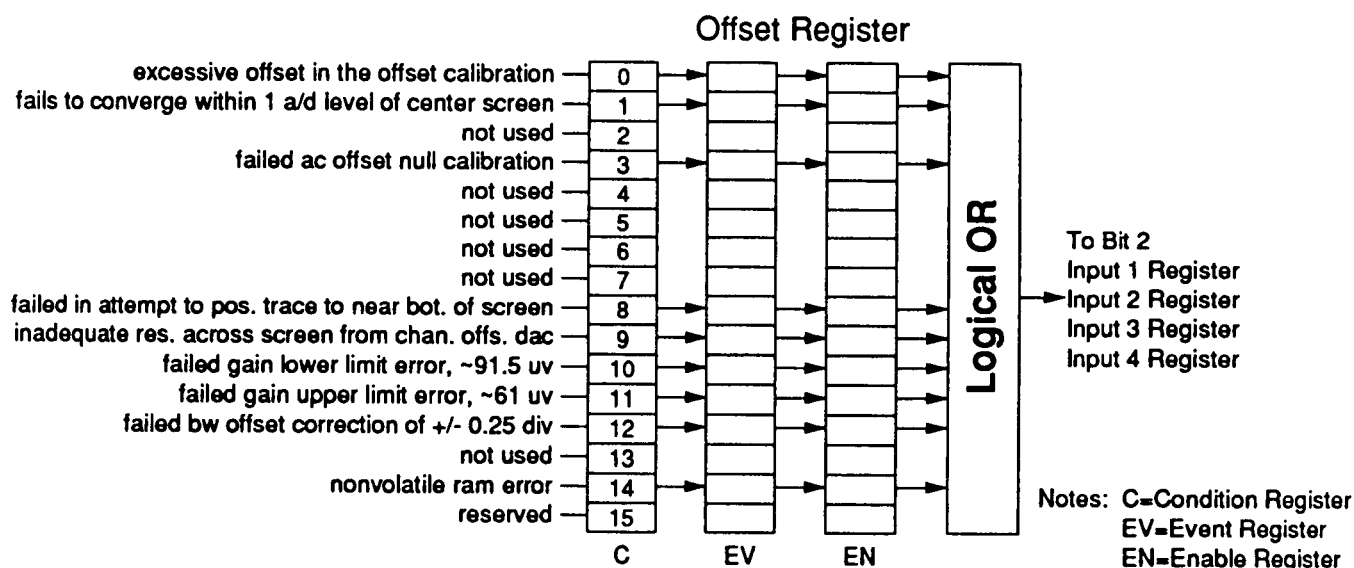 Offset Register
excessive offset in the offset calibration 0
fails to converge within 1 a/d level of center screen 1
not used 2
failed ac offset null calibration 3
not used 4
not used 5
not used 6
not used 7
failed in attempt to pos. trace to near bot. of screen 8
inadequate res. across screen from chan. offs. dac 9
failed gain lower limit error, ~91.5 uv 10
failed gain upper limit error, ~61 uv 11
failed bw offset correction of +/- 0.25 div 12
not used 13
nonvolatile ram error 14
reserved 15
C EV EN
Logical OR
To Bit 2
Input 1 Register
Input 2 Register
Input 3 Register
Input 4 Register
Notes: C=Condition Register
EV=Event Register
EN=Enable Register